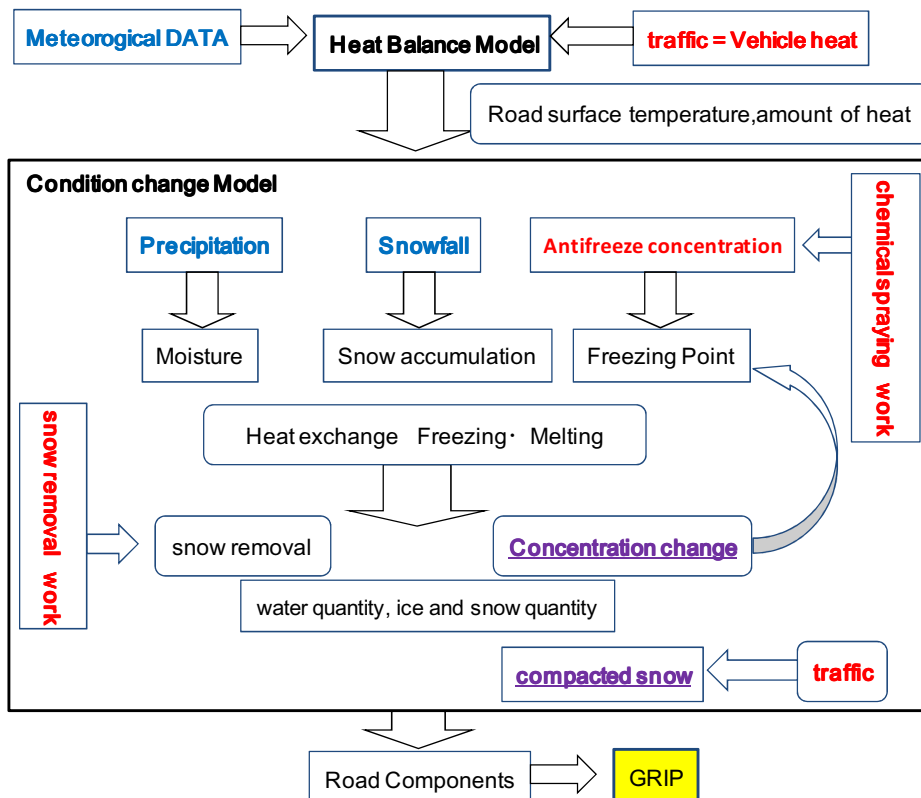 Meteorogical DATA
Heat Balance Model
traffic = Vehicle heat
Road surface temperature,amount of heat
Condition change Model
chemical spraying work
Precipitation
Snowfall
Antifreeze concentration
Moisture
Snow accumulation
Freezing Point
snow removal work
Heat exchange Freezing・ Melting
snow removal
Concentration change
water quantity, ice and snow quantity
compacted snow
traffic
Road Components
GRIP